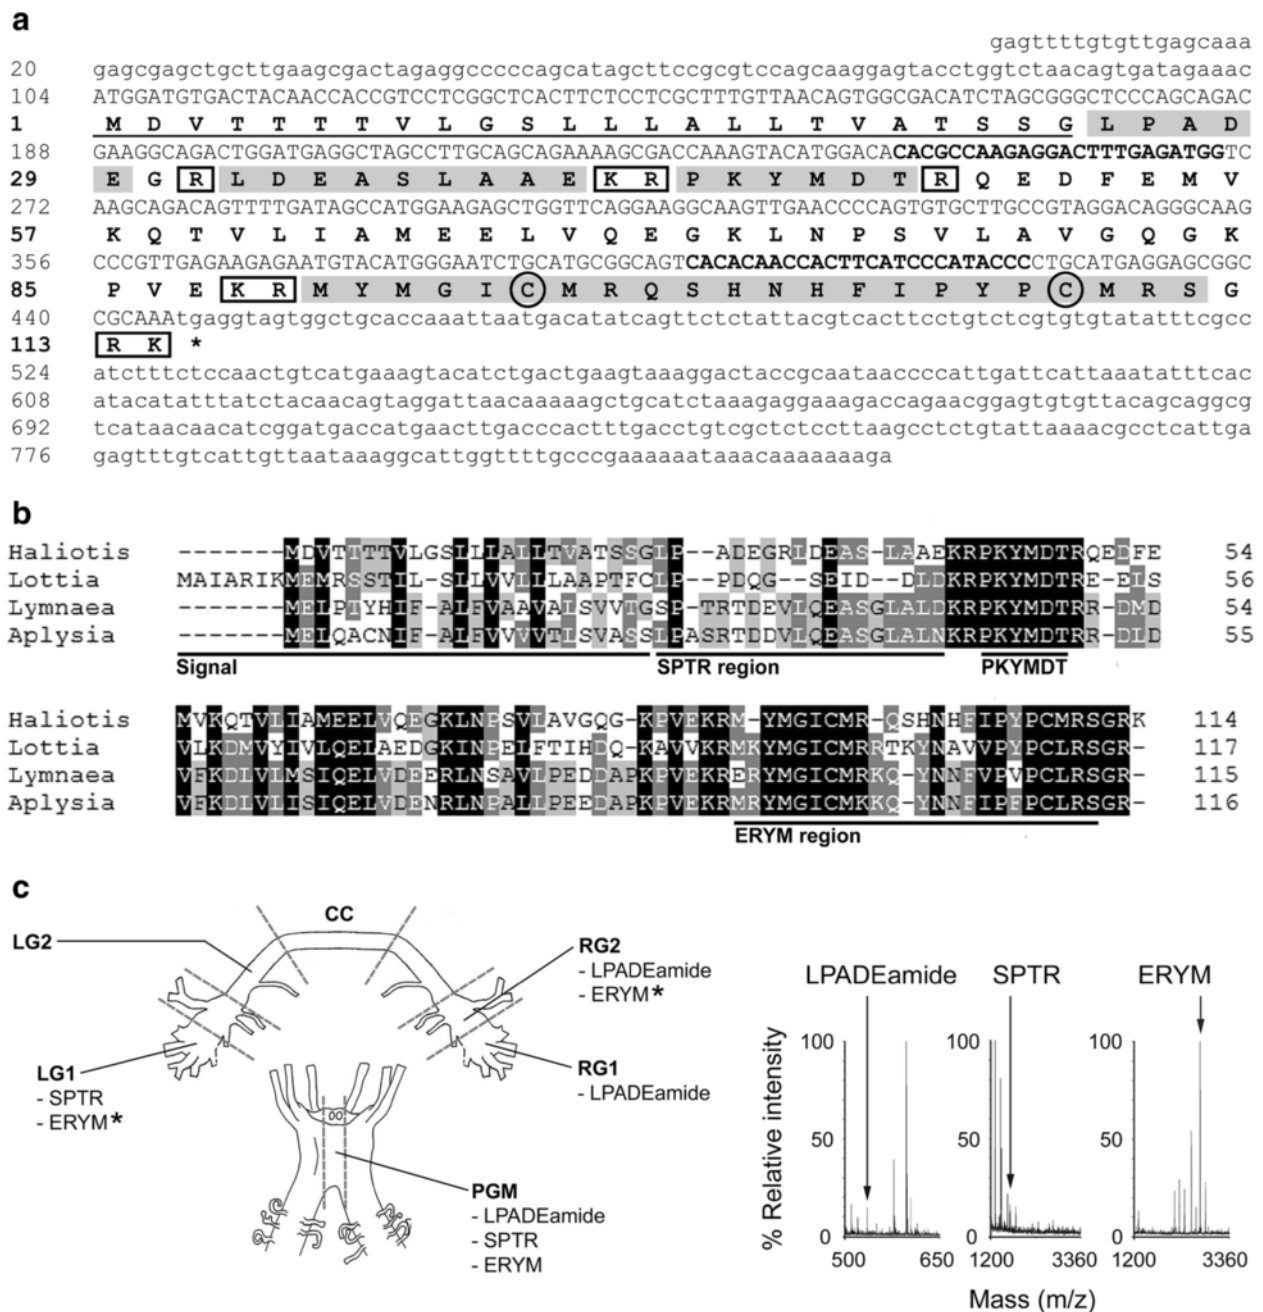 a
gagttttgtgttgagcaaa
20 gagcgagctgcttgaagcgactagaggcccccagcatagcttccgcgtccagcaaggagtacctggtctaacagtgatagaaac
104 ATGGATGTGACTACAACCACCGTCCTCGGCTCACTTCTCCTCGCTTTGTTAACAGTGGCGACATCTAGCGGGCTCCCAGCAGAC
1 M D V T T T T V L G S L L L A L L T V A T S S G L P A D
188 GAAGGCAGACTGGATGAGGCTAGCCTTGCAGCAGAAAAGCGACCAAAGTACATGGACACACGCCAAGAGGACTTTGAGATGGTC
29 E G R L D E A S L A A E K R P K Y M D T R Q E D F E M V
272 AAGCAGACAGTTTTGATAGCCATGGAAGAGCTGGTTCAGGAAGGCAAGTTGAACCCCAGTGTGCTTGCCGTAGGACAGGGCAAG
57 K Q T V L I A M E E L V Q E G K L N P S V L A V G Q G K
356 CCCGTTGAGAAGAGAATGTACATGGGAATCTGCATGCGGCAGTCACACAACCACTTCATCCCATACCCCTGCATGAGGAGCGGC
85 P V E K R M Y M G I C M R Q S H N H F I P Y P C M R S G
440 CGCAAAtgaggtagtggctgcaccaaattaatgacatatcagttctctattacgtcacttcctgtctcgtgtgtatatttcgcc
113 R K *
524 atctttctccaactgtcatgaaagtacatctgactgaagtaaaggactaccgcaataaccccattgattcattaaatatttcac
608 atacatatttatctacaacagtaggattaacaaaaagctgcatctaaagaggaaagaccagaacggagtgtgttacagcaggcg
692 tcataacaacatcggatgaccatgaacttgacccactttgacctgtcgctctccttaagcctctgtattaaaacgcctcattga
776 gagtttgtcattgttaataaaggcattggttttgcccgaaaaaataaacaaaaaaaga
b
Haliotis -------MDVTTTTVLGSLLLALLTVATSSGLP--ADEGRLDEAS-LAAEKRPKYMDTRQEDFE 54
Lottia MAIARIKMEMRSSTIL-SLLVVLLLAAPTFCLP--PDQG--SEID--DLDKRPKYMDTRE-ELS 56
Lymnaea -------MELPTYHIF-ALFVAAVALSVVTGSP-TRTDEVLQEASGLALDKRPKYMDTRR-DMD 54
Aplysia -------MELQACNIF-ALFVVVVTLSVASSLPASRTDDVLQEASGLALNKRPKYMDTRR-DLD 55
Signal SPTR region PKYMDT
Haliotis MVKQTVLIAMEELVQEGKLNPSVLAVGQG-KPVEKRM-YMGICMR-QSHNHFIPYPCMRSGRK 114
Lottia VLKDMVYIVLQELAEDGKINPELFTIHDQ-KAVVKRMKYMGICMRRTKYNAVVPYPCLRSGR- 117
Lymnaea VFKDLVLMSIQELVDEERLNSAVLPEDDAPKPVEKRERYMGICMRKQ-YNNFVPVPCLRSGR- 115
Aplysia VFKDLVLISIQELVDENRLNPALLPEEDAPKPVEKRMRYMGICMKKQ-YNNFIPFPCLRSGR- 116
ERYM region
c
CC
LG2
RG2
- LPADEamide
- ERYM*
LG1
- SPTR
- ERYM*
RG1
- LPADEamide
PGM
- LPADEamide
- SPTR
- ERYM
LPADEamide SPTR ERYM
% Relative intensity
100 100 100
50 50 50
0 0 0
500 650 1200 3360 1200 3360
Mass (m/z)